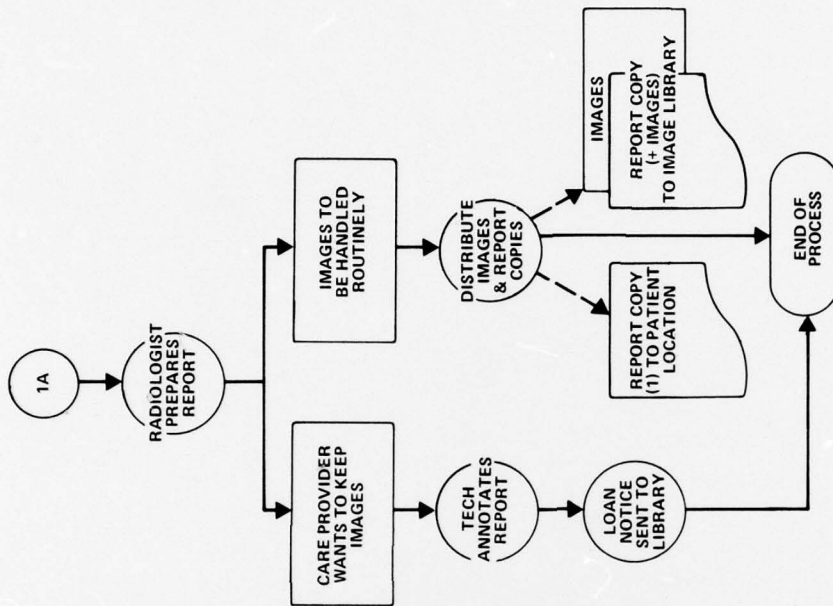 1A
RADIOLOGIST
PREPARES
REPORT
CARE PROVIDER
WANTS TO KEEP
IMAGES
TECH
ANNOTATES
REPORT
LOAN
NOTICE
SENT TO
LIBRARY
IMAGES TO
BE HANDLED
ROUTINELY
DISTRIBUTE
IMAGES
& REPORT
COPIES
REPORT COPY
(1) TO PATIENT
LOCATION
IMAGES
REPORT COPY
(+ IMAGES)
TO IMAGE LIBRARY
END OF
PROCESS